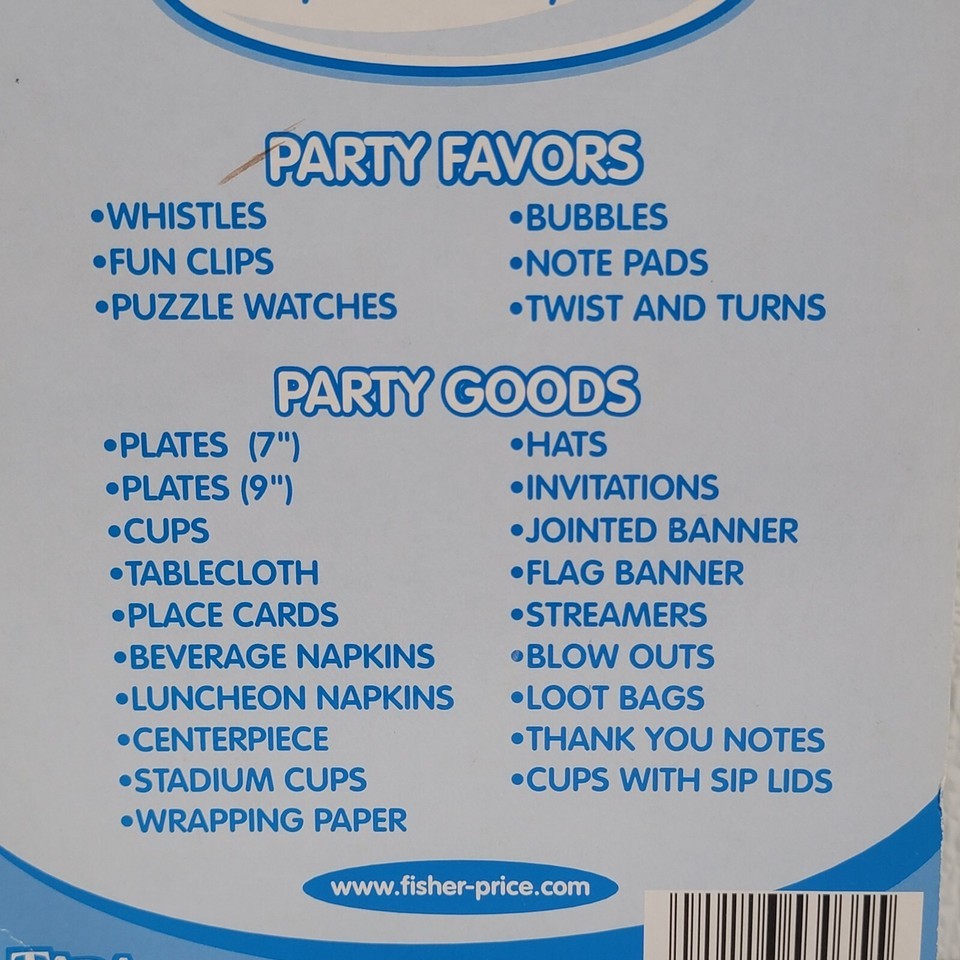 PARTY FAVORS
•WHISTLES
•FUN CLIPS
•PUZZLE WATCHES
•BUBBLES
•NOTE PADS
•TWIST AND TURNS
PARTY GOODS
•PLATES (7")
•PLATES (9")
•CUPS
•TABLECLOTH
•PLACE CARDS
•BEVERAGE NAPKINS
•LUNCHEON NAPKINS
•CENTERPIECE
•STADIUM CUPS
•WRAPPING PAPER
•HATS
•INVITATIONS
•JOINTED BANNER
•FLAG BANNER
•STREAMERS
•BLOW OUTS
•LOOT BAGS
•THANK YOU NOTES
•CUPS WITH SIP LIDS
www.fisher-price.com